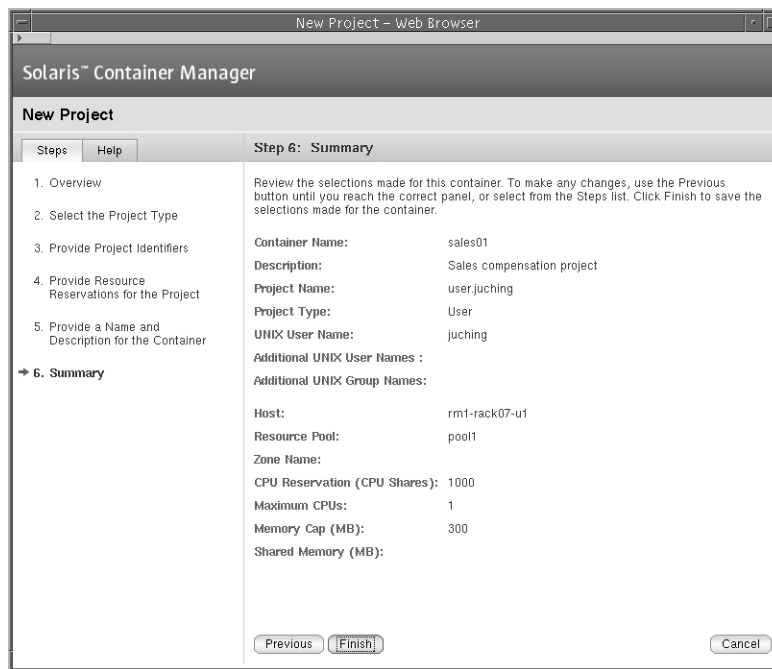 New Project – Web Browser
Solaris™ Container Manager
New Project
Steps
Help
1. Overview
2. Select the Project Type
3. Provide Project Identifiers
4. Provide Resource
Reservations for the Project
5. Provide a Name and
Description for the Container
6. Summary
Step 6: Summary
Review the selections made for this container. To make any changes, use the Previous
button until you reach the correct panel, or select from the Steps list. Click Finish to save the
selections made for the container.
Container Name: sales01
Description: Sales compensation project
Project Name: user.juching
Project Type: User
UNIX User Name: juching
Additional UNIX User Names :
Additional UNIX Group Names:
Host: rm1-rack07-u1
Resource Pool: pool1
Zone Name:
CPU Reservation (CPU Shares): 1000
Maximum CPUs: 1
Memory Cap (MB): 300
Shared Memory (MB):
Previous
Finish
Cancel